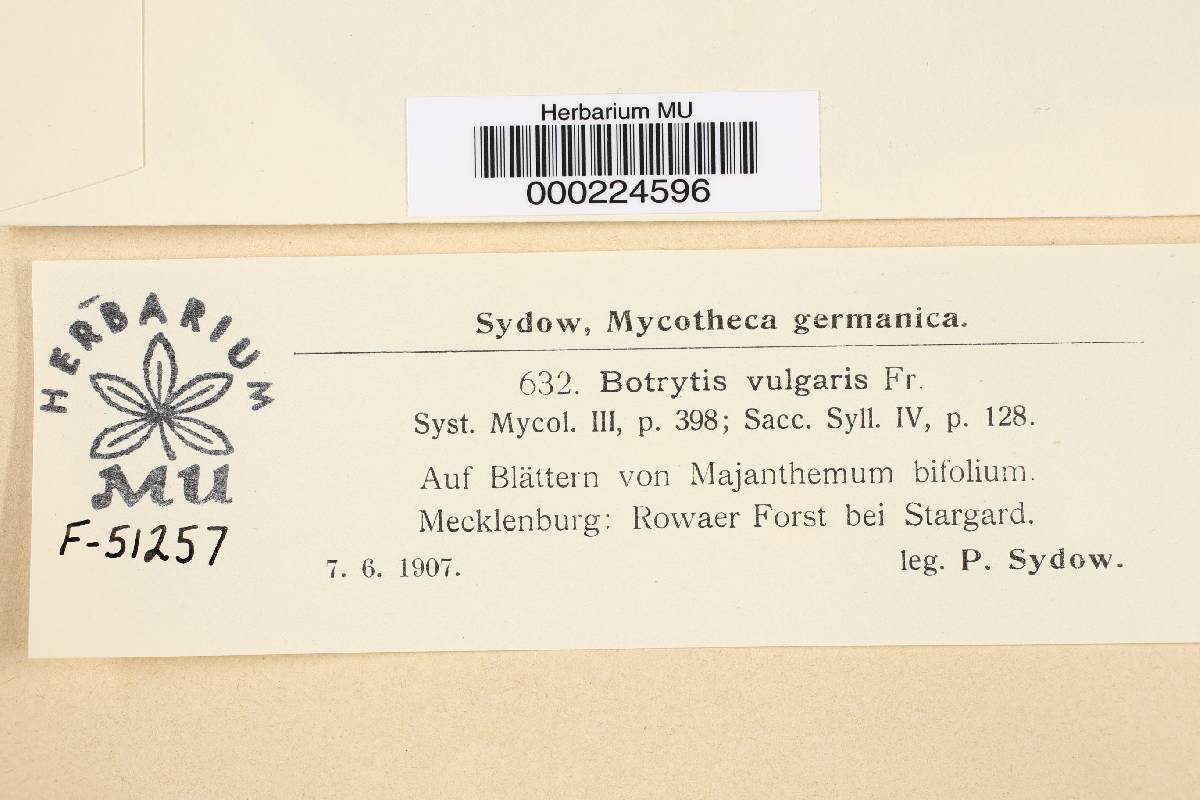 Herbarium MU
000224596
HERBARIUM
MU
F-51257
Sydow, Mycotheca germanica.
632. Botrytis vulgaris Fr.
Syst. Mycol. III, p. 398; Sacc. Syll. IV, p. 128.
Auf Blättern von Majanthemum bifolium.
Mecklenburg: Rowaer Forst bei Stargard.
7. 6. 1907. leg. P. Sydow.